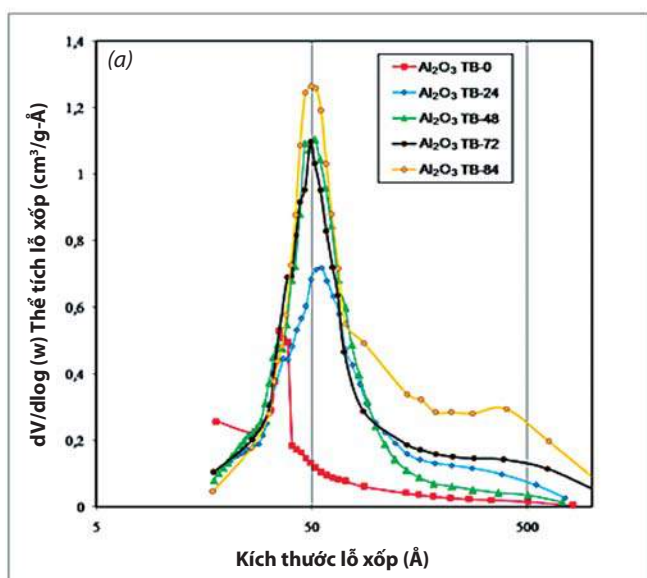 (a)
Al₂O₃ TB-0
Al₂O₃ TB-24
Al₂O₃ TB-48
Al₂O₃ TB-72
Al₂O₃ TB-84
dV/dlog (w) Thể tích lỗ xốp (cm³/g-Å)
1,4
1,2
1
0,8
0,6
0,4
0,2
0
5
50
500
Kích thước lỗ xốp (Å)